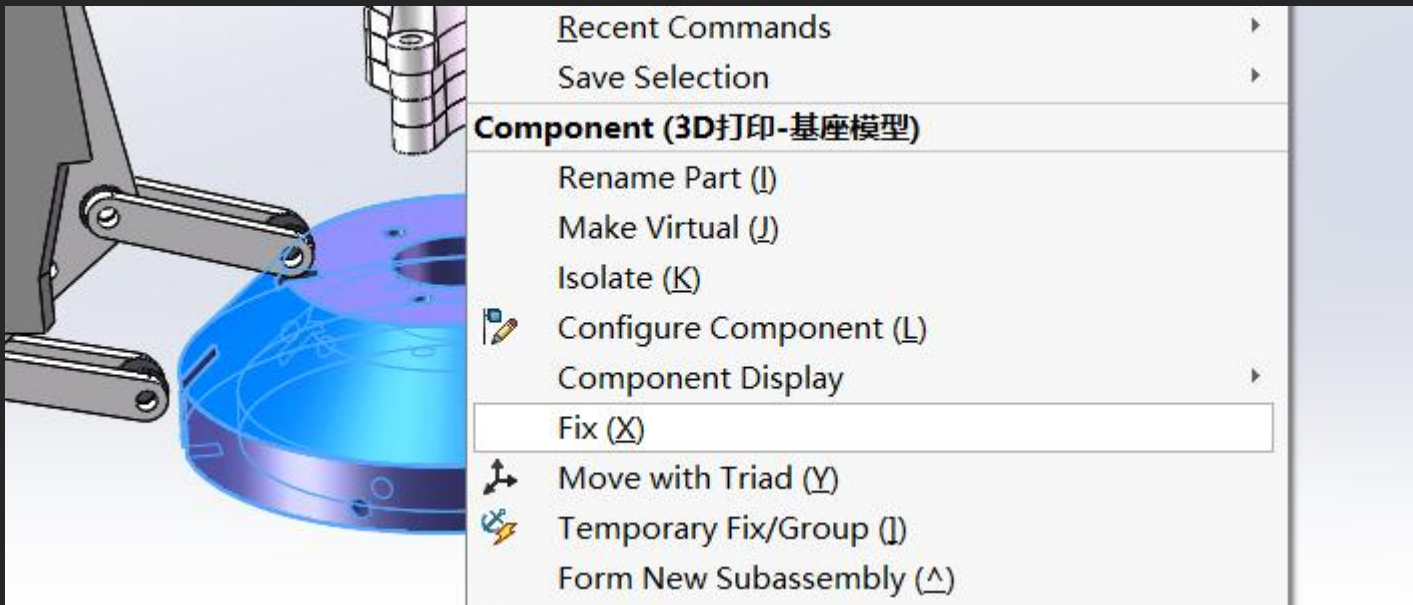 Recent Commands
Save Selection
Component (3D打印-基座模型)
Rename Part (I)
Make Virtual (J)
Isolate (K)
Configure Component (L)
Component Display
Fix (X)
Move with Triad (Y)
Temporary Fix/Group (])
Form New Subassembly (^)